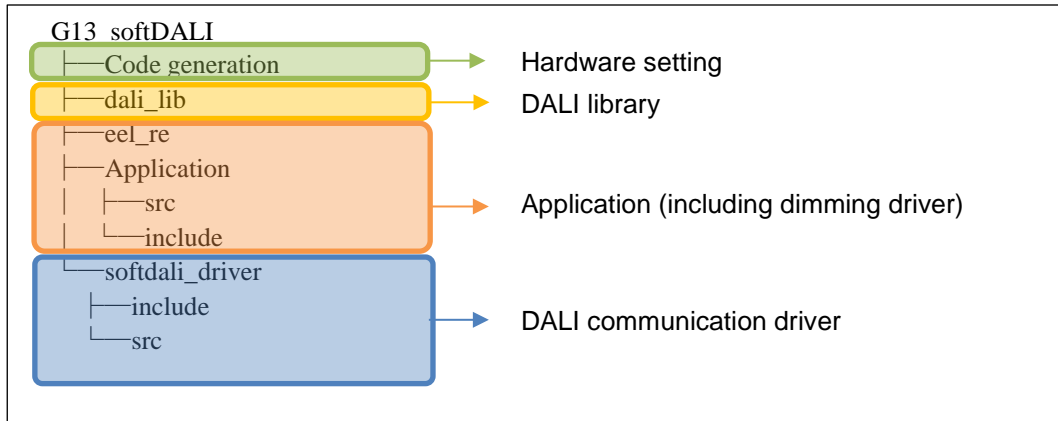 G13_softDALI
├──Code generation
Hardware setting
├──dali_lib
DALI library
├──eel_re
├──Application
│ ├──src
Application (including dimming driver)
│ └──include
└──softdali_driver
├──include
DALI communication driver
└──src